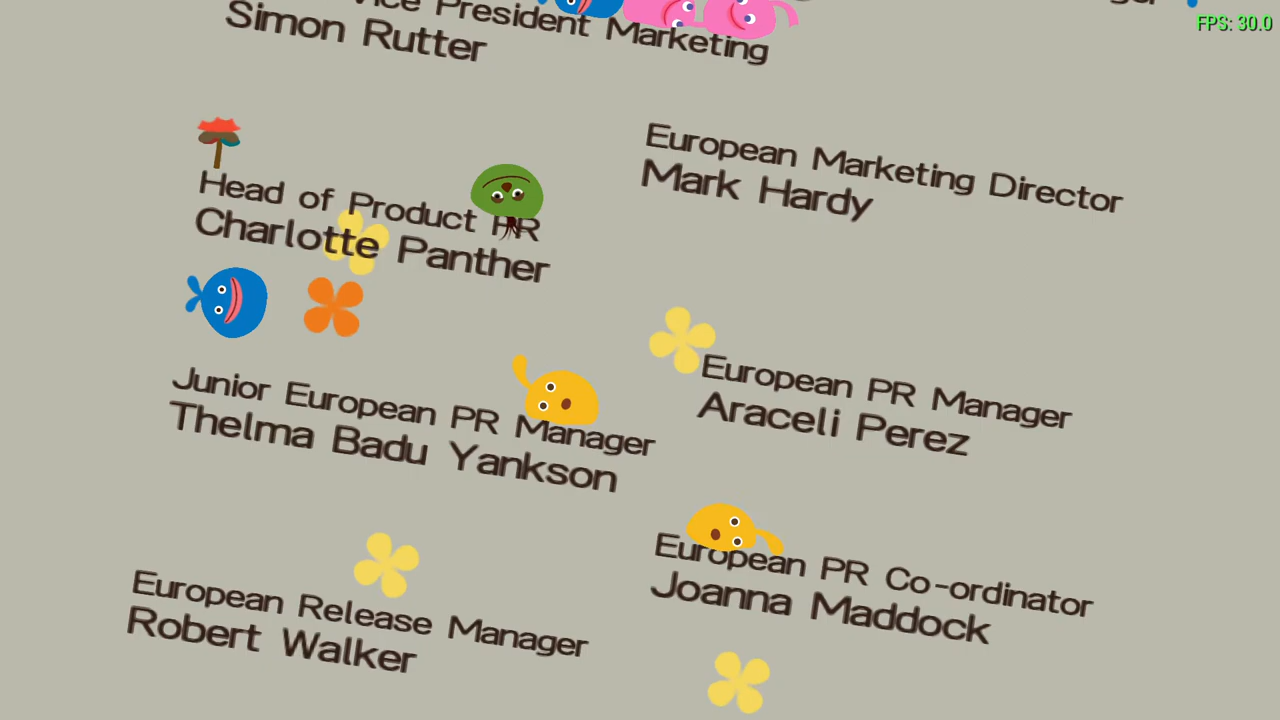 Vice President Marketing
Simon Rutter
FPS: 30.0
European Marketing Director
Mark Hardy
Head of Product PR
Charlotte Panther
European PR Manager
Araceli Perez
Junior European PR Manager
Thelma Badu Yankson
European PR Co-ordinator
Joanna Maddock
European Release Manager
Robert Walker